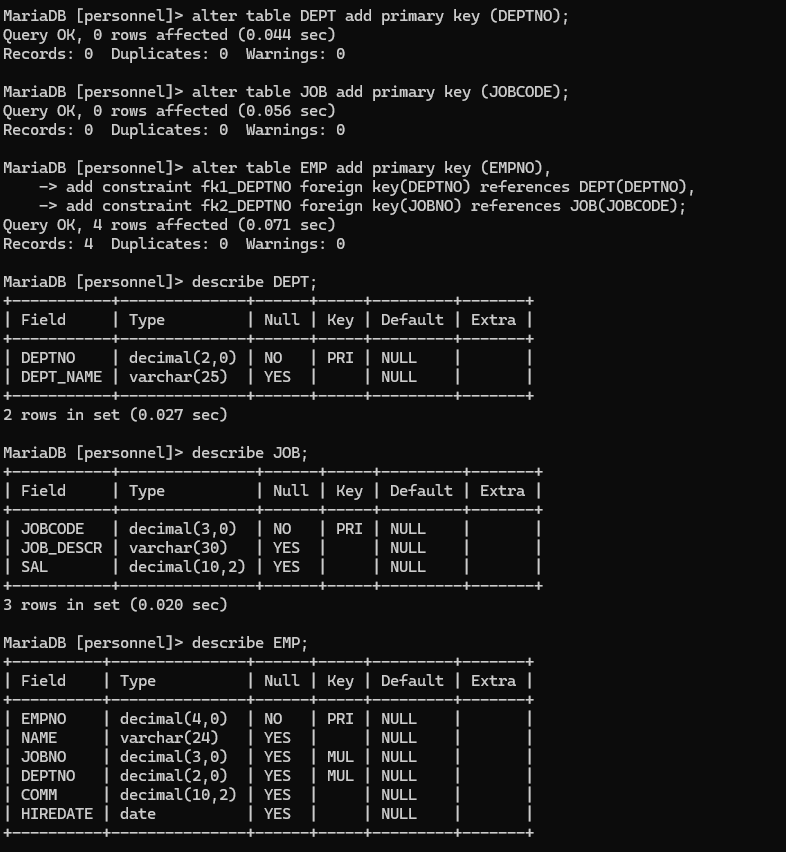 MariaDB [personnel]> alter table DEPT add primary key (DEPTNO);
Query OK, 0 rows affected (0.044 sec)
Records: 0  Duplicates: 0  Warnings: 0

MariaDB [personnel]> alter table JOB add primary key (JOBCODE);
Query OK, 0 rows affected (0.056 sec)
Records: 0  Duplicates: 0  Warnings: 0

MariaDB [personnel]> alter table EMP add primary key (EMPNO),
    -> add constraint fk1_DEPTNO foreign key(DEPTNO) references DEPT(DEPTNO),
    -> add constraint fk2_DEPTNO foreign key(JOBNO) references JOB(JOBCODE);
Query OK, 4 rows affected (0.071 sec)
Records: 4  Duplicates: 0  Warnings: 0

MariaDB [personnel]> describe DEPT;
+-----------+--------------+------+-----+---------+-------+
| Field     | Type         | Null | Key | Default | Extra |
+-----------+--------------+------+-----+---------+-------+
| DEPTNO    | decimal(2,0) | NO   | PRI | NULL    |       |
| DEPT_NAME | varchar(25)  | YES  |     | NULL    |       |
+-----------+--------------+------+-----+---------+-------+
2 rows in set (0.027 sec)

MariaDB [personnel]> describe JOB;
+-----------+---------------+------+-----+---------+-------+
| Field     | Type          | Null | Key | Default | Extra |
+-----------+---------------+------+-----+---------+-------+
| JOBCODE   | decimal(3,0)  | NO   | PRI | NULL    |       |
| JOB_DESCR | varchar(30)   | YES  |     | NULL    |       |
| SAL       | decimal(10,2) | YES  |     | NULL    |       |
+-----------+---------------+------+-----+---------+-------+
3 rows in set (0.020 sec)

MariaDB [personnel]> describe EMP;
+----------+---------------+------+-----+---------+-------+
| Field    | Type          | Null | Key | Default | Extra |
+----------+---------------+------+-----+---------+-------+
| EMPNO    | decimal(4,0)  | NO   | PRI | NULL    |       |
| NAME     | varchar(24)   | YES  |     | NULL    |       |
| JOBNO    | decimal(3,0)  | YES  | MUL | NULL    |       |
| DEPTNO   | decimal(2,0)  | YES  | MUL | NULL    |       |
| COMM     | decimal(10,2) | YES  |     | NULL    |       |
| HIREDATE | date          | YES  |     | NULL    |       |
+----------+---------------+------+-----+---------+-------+